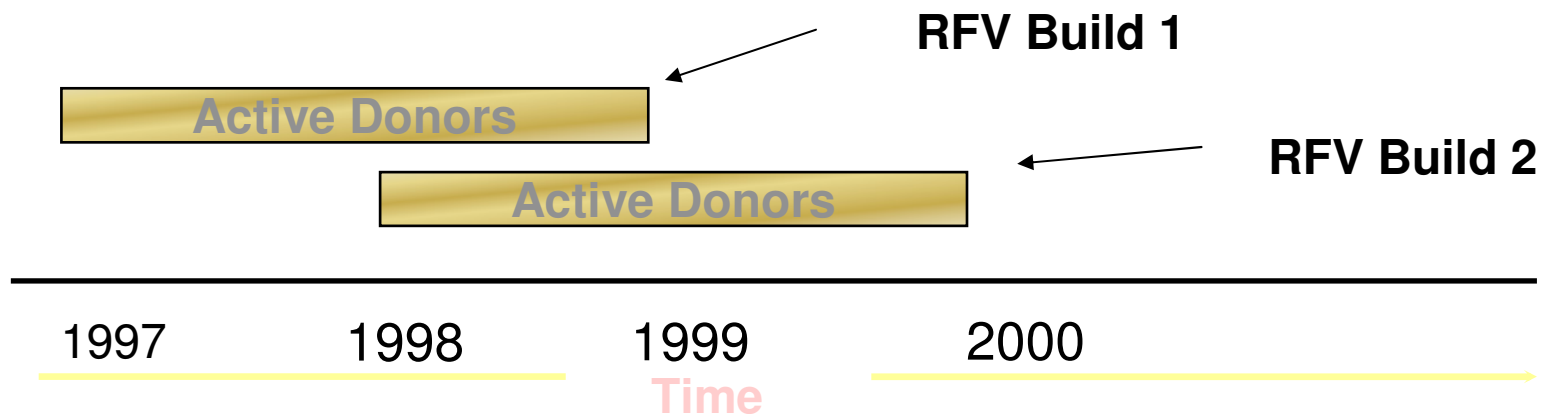 RFV Build 1
Active Donors
RFV Build 2
Active Donors
1997 1998 1999 2000
Time